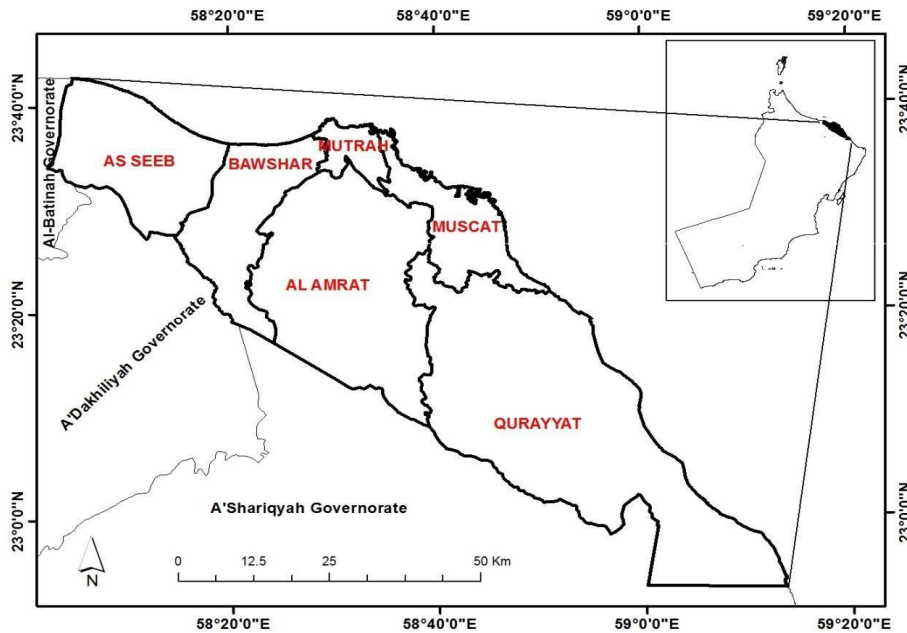 58°20'0"E 58°40'0"E 59°0'0"E 59°20'0"E
23°40'0"N
23°40'0"N
Al-Batinah Governorate
AS SEEB
BAWSHAR
MUTRAH
MUSCAT
AL AMRAT
23°20'0"N
23°20'0"N
A'Dakhiliyah Governorate
QURAYYAT
A'Shariqyah Governorate
23°0'0"N
23°0'0"N
N
0 12.5 25 50 Km
58°20'0"E 58°40'0"E 59°0'0"E 59°20'0"E